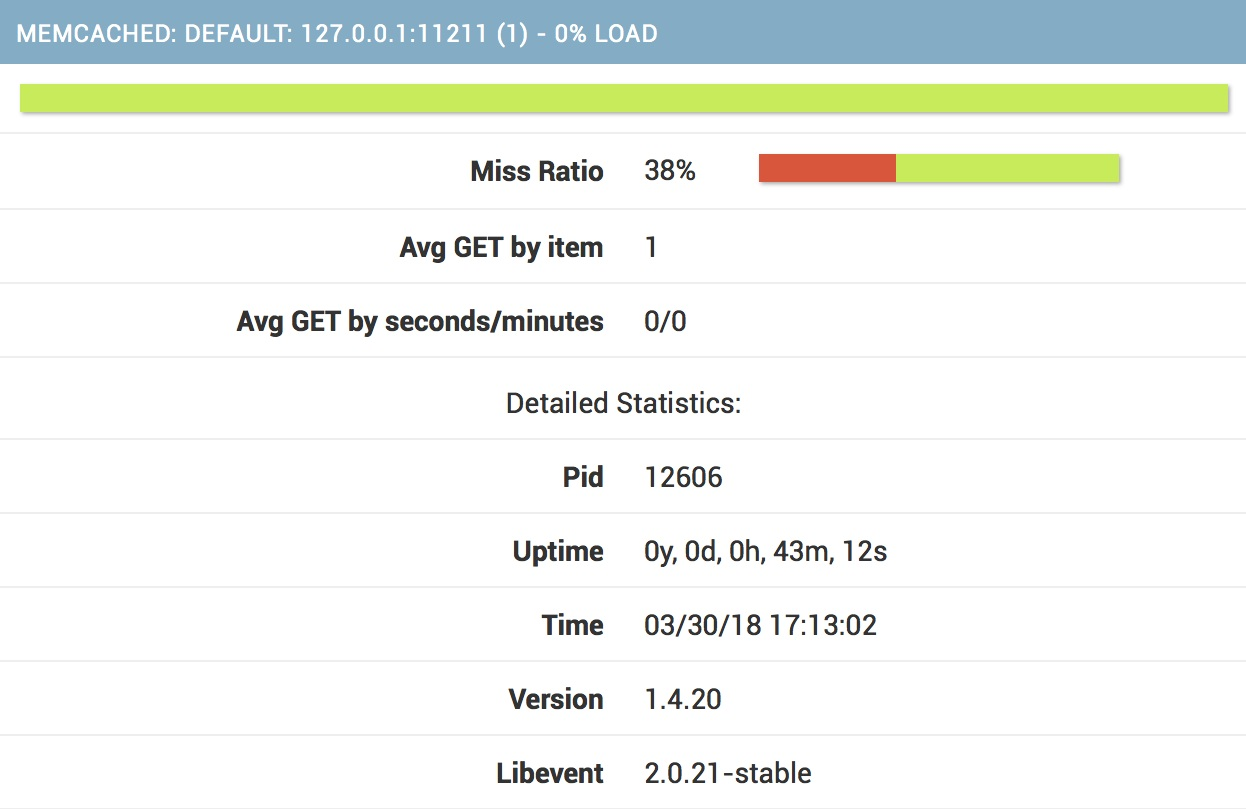 MEMCACHED: DEFAULT: 127.0.0.1:11211 (1) - 0% LOAD
Miss Ratio 38%
Avg GET by item 1
Avg GET by seconds/minutes 0/0
Detailed Statistics:
Pid 12606
Uptime 0y, 0d, 0h, 43m, 12s
Time 03/30/18 17:13:02
Version 1.4.20
Libevent 2.0.21-stable